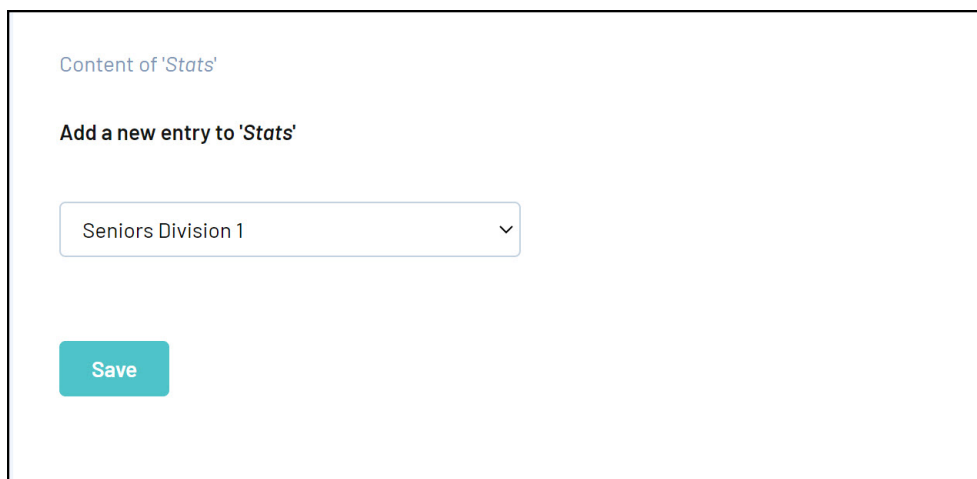 Content of 'Stats'
Add a new entry to 'Stats'
Seniors Division 1
Save